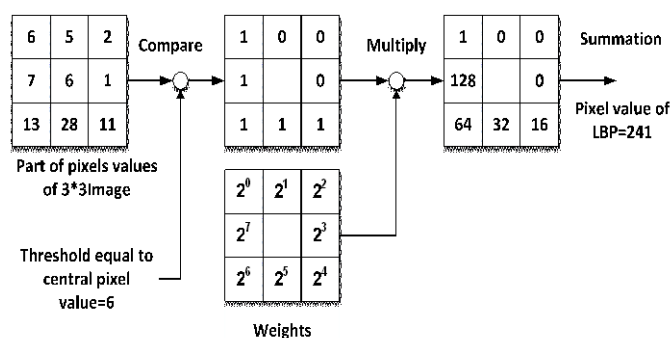 6 5 2
7 6 1
13 28 11
Part of pixels values
of 3*3Image
Threshold equal to
central pixel
value=6
Compare
1 0 0
1 0
1 1 1
2⁰ 2¹ 2²
2⁷ 2³
2⁶ 2⁵ 2⁴
Weights
Multiply
1 0 0
128 0
64 32 16
Summation
Pixel value of
LBP=241